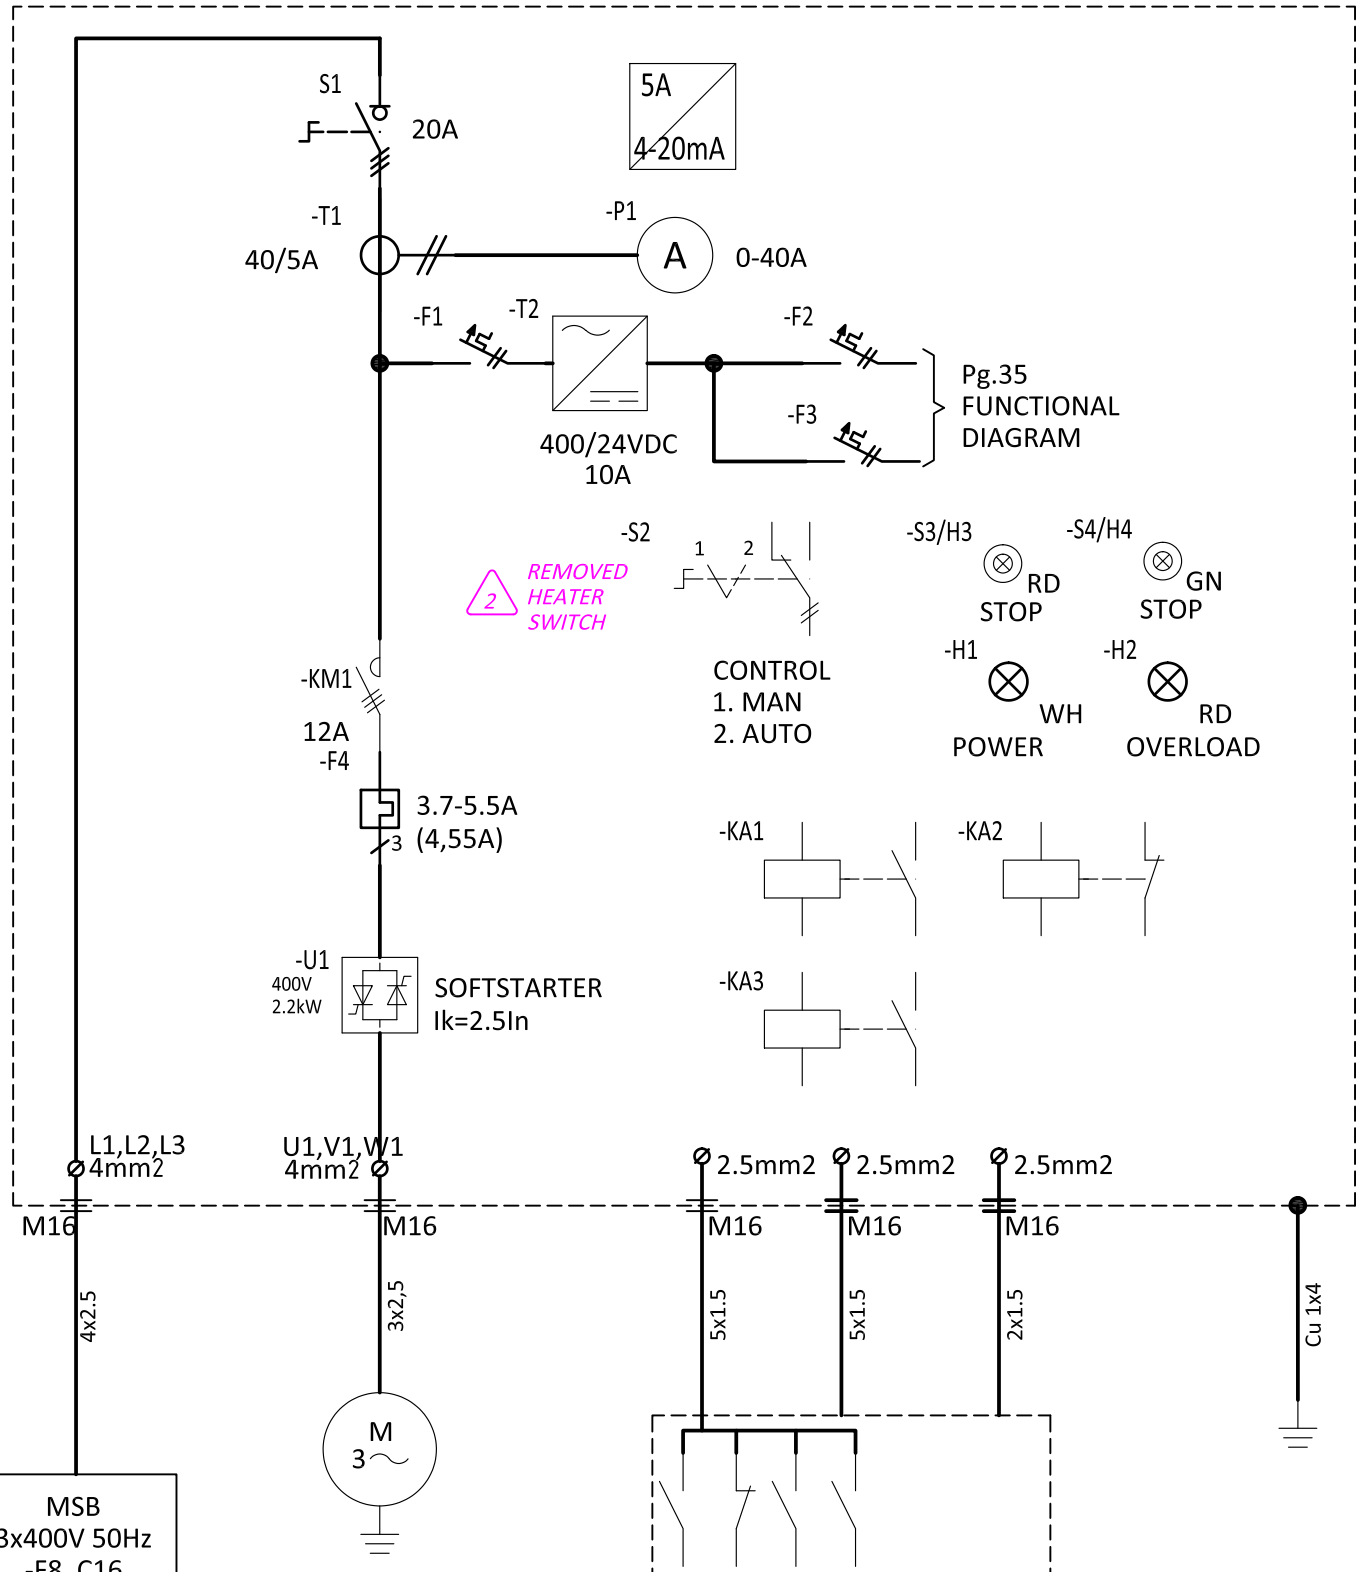 S1
20A
5A
4-20mA
-T1
40/5A
-P1
A
0-40A
-F1
-T2
-F2
-F3
400/24VDC
10A
Pg.35
FUNCTIONAL
DIAGRAM
2
REMOVED
HEATER
SWITCH
-S2
1 2
CONTROL
1. MAN
2. AUTO
-S3/H3
RD
STOP
-S4/H4
GN
STOP
-H1
WH
POWER
-H2
RD
OVERLOAD
-KM1
12A
-F4
3.7-5.5A
(4,55A)
3
-KA1
-KA2
-KA3
-U1
400V
2.2kW
SOFTSTARTER
Ik=2.5In
L1,L2,L3
4mm2
U1,V1,W1
4mm2
2.5mm2
2.5mm2
2.5mm2
M16
M16
M16
M16
M16
4x2.5
3x2,5
5x1.5
5x1.5
2x1.5
Cu 1x4
M
3
MSB
3x400V 50Hz
-F8, C16